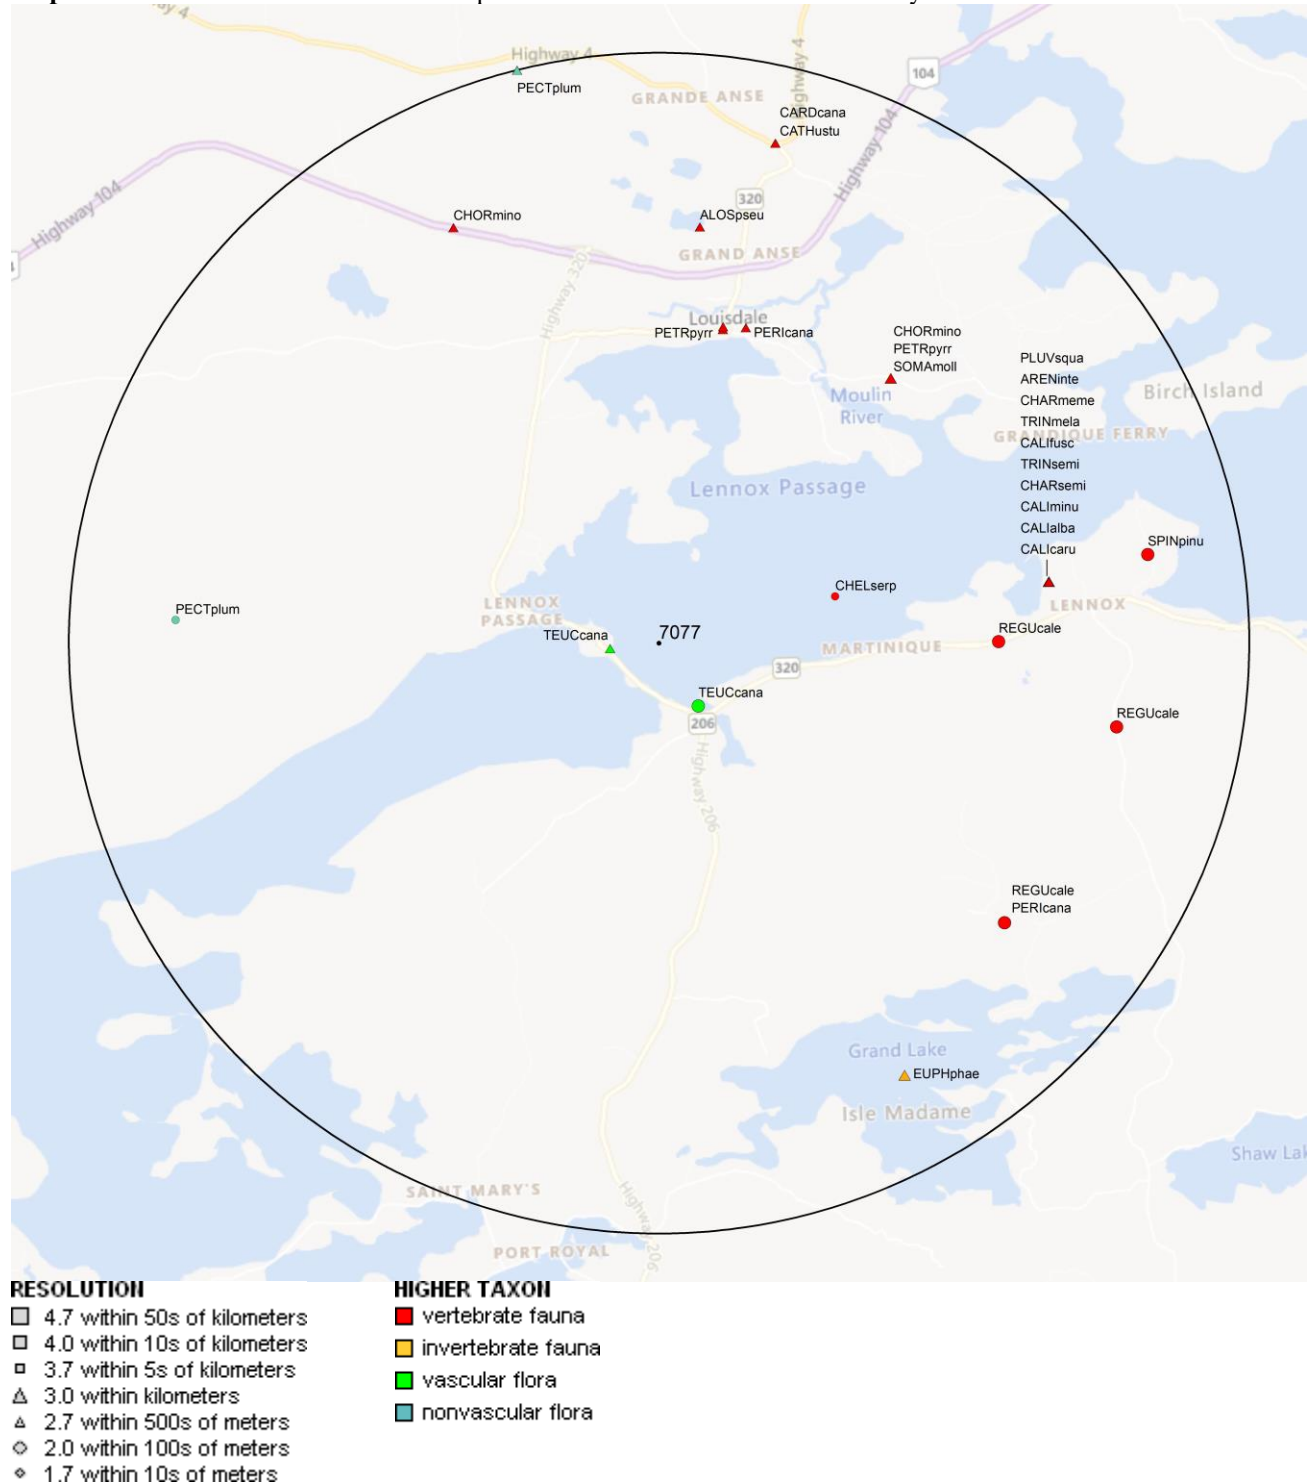 Highway 4
Highway 4
PECTplum
GRANDE ANSE
Highway 4
104
CARDcana
CATHustu
Highway 104
Highway 104
320
CHORmino
ALOSpseu
GRAND ANSE
Highway 320
Louisdale
PETRpyrr
PERIcana
CHORmino
PETRpyrr
SOMAmoll
Moulin
River
PLUVsqua
ARENinte
CHARmeme
TRINmela
CALIfusc
TRINsemi
CHARsemi
CALIminu
CALIalba
CALIcaru
Birch Island
GRANDIQUE FERRY
Lennox Passage
SPINpinu
CHELserp
LENNOX
LENNOX
PASSAGE
PECTplum
TEUCcana
7077
REGUcale
MARTINIQUE
320
TEUCcana
206
REGUcale
Highway 206
REGUcale
PERIcana
Grand Lake
EUPHphae
Isle Madame
Shaw Lak
SAINT MARY'S
Highway 206
PORT ROYAL
RESOLUTION
4.7 within 50s of kilometers
4.0 within 10s of kilometers
3.7 within 5s of kilometers
3.0 within kilometers
2.7 within 500s of meters
2.0 within 100s of meters
1.7 within 10s of meters
HIGHER TAXON
vertebrate fauna
invertebrate fauna
vascular flora
nonvascular flora